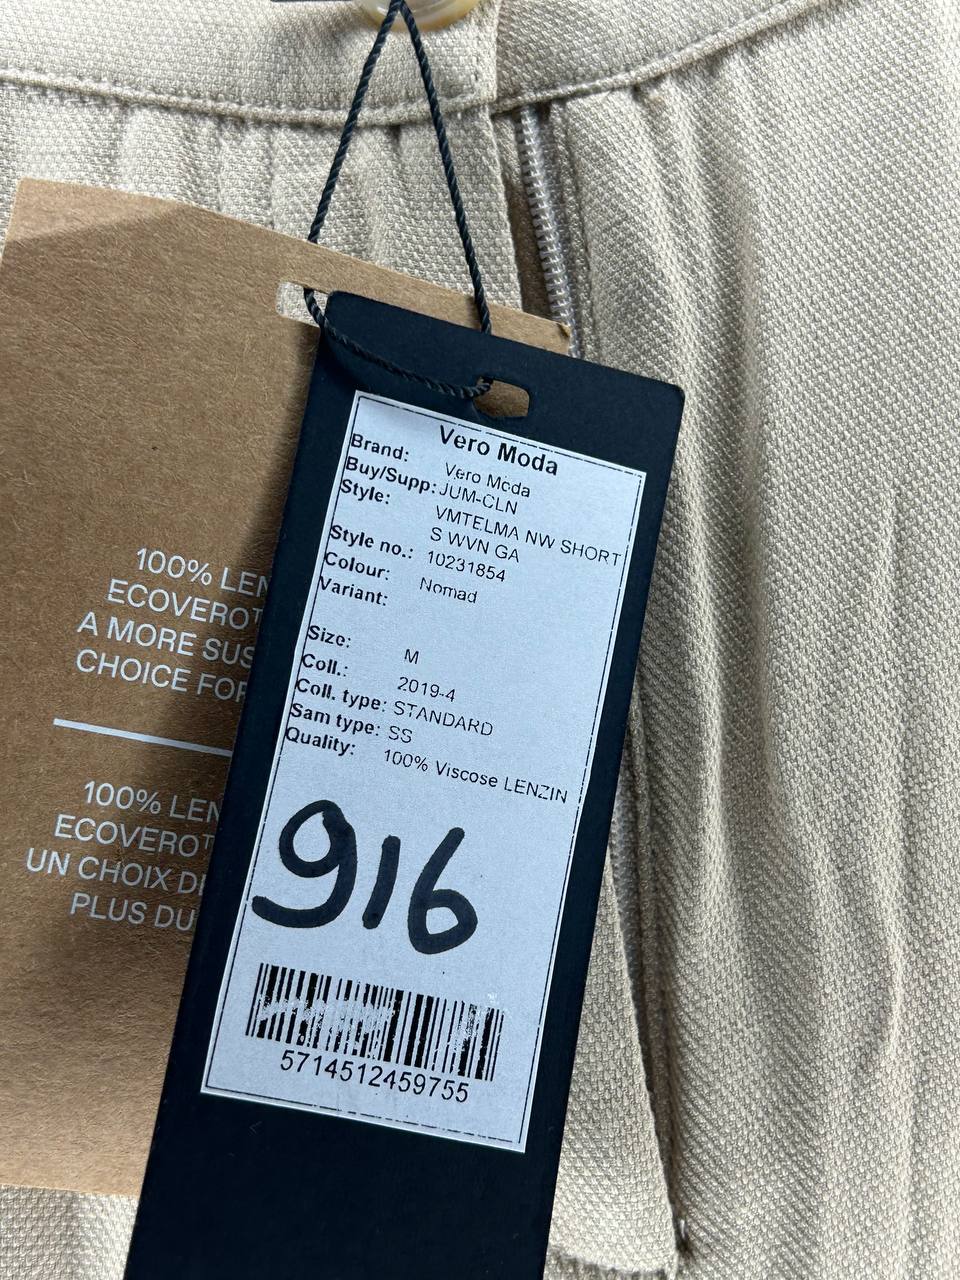 100% LEN
ECOVERO
A MORE SUS
CHOICE FOR
100% LEN
ECOVERO
UN CHOIX
PLUS DU
Vero Moda
Brand: Vero Moda
Buy/Supp: JUM-CLN
Style: VMTELMA NW SHORT
S WVN GA
Style no.: 10231854
Colour: Nomad
Variant:
Size: M
Coll.: 2019-4
Coll. type: STANDARD
Sam type: SS
Quality: 100% Viscose LENZIN
916
5714512459755